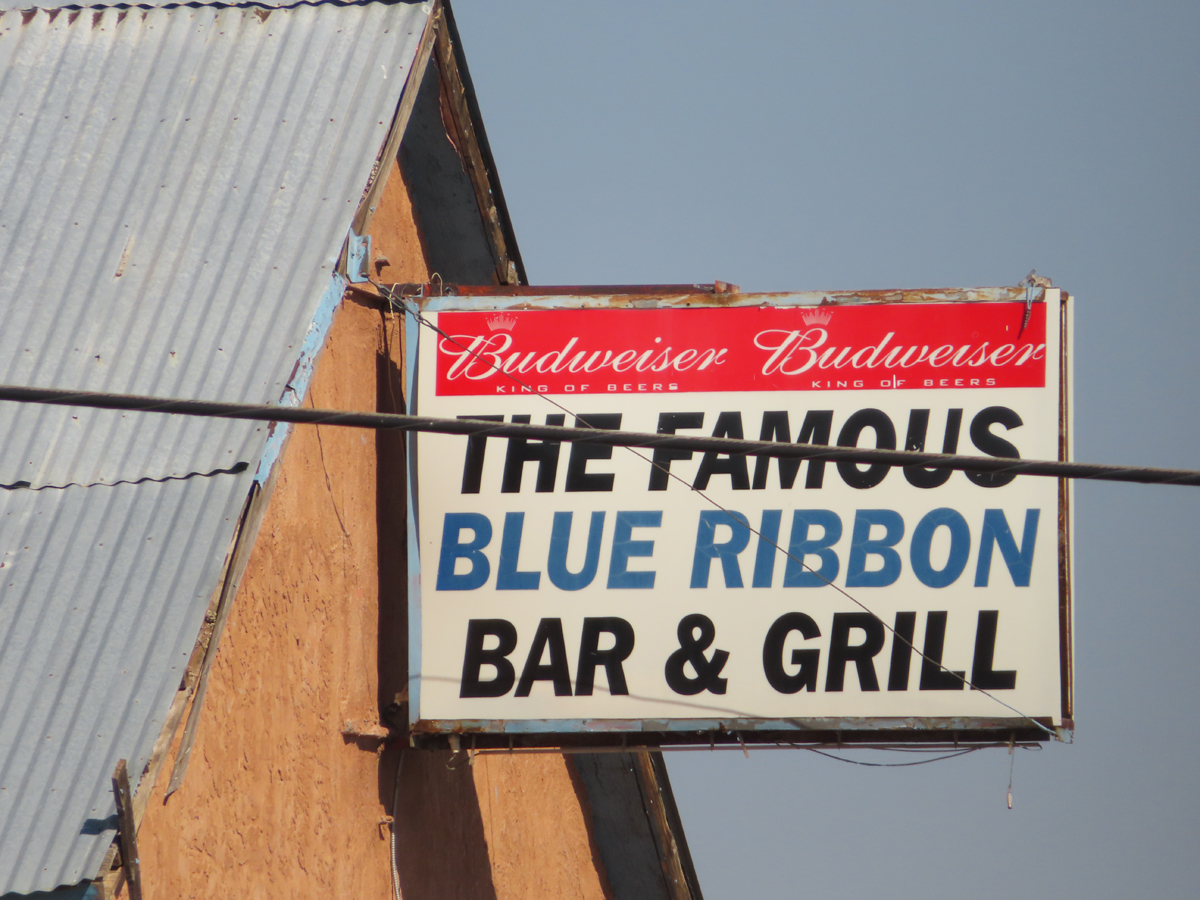 Budweiser Budweiser
KING OF BEERS KING OF BEERS
THE FAMOUS
BLUE RIBBON
BAR & GRILL